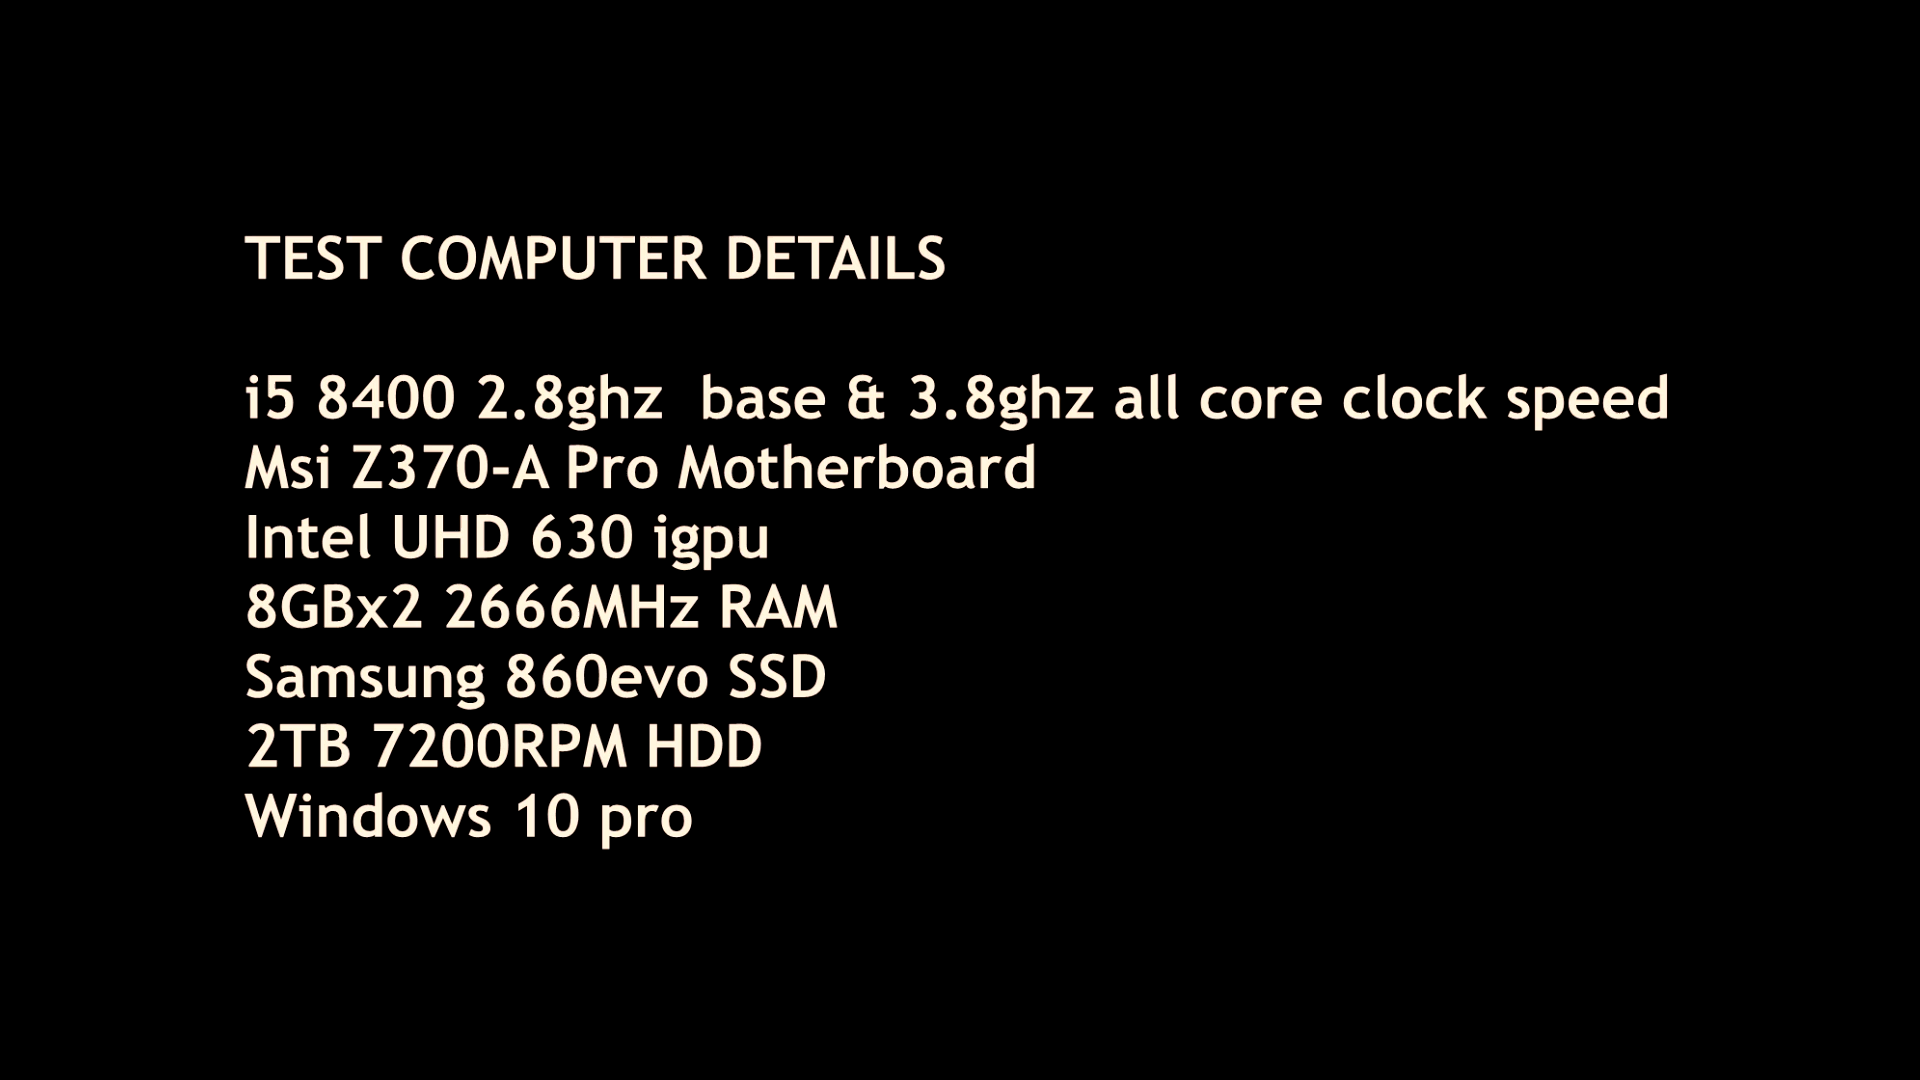 TEST COMPUTER DETAILS
i5 8400 2.8ghz  base & 3.8ghz all core clock speed
Msi Z370-A Pro Motherboard
Intel UHD 630 igpu
8GBx2 2666MHz RAM
Samsung 860evo SSD
2TB 7200RPM HDD
Windows 10 pro